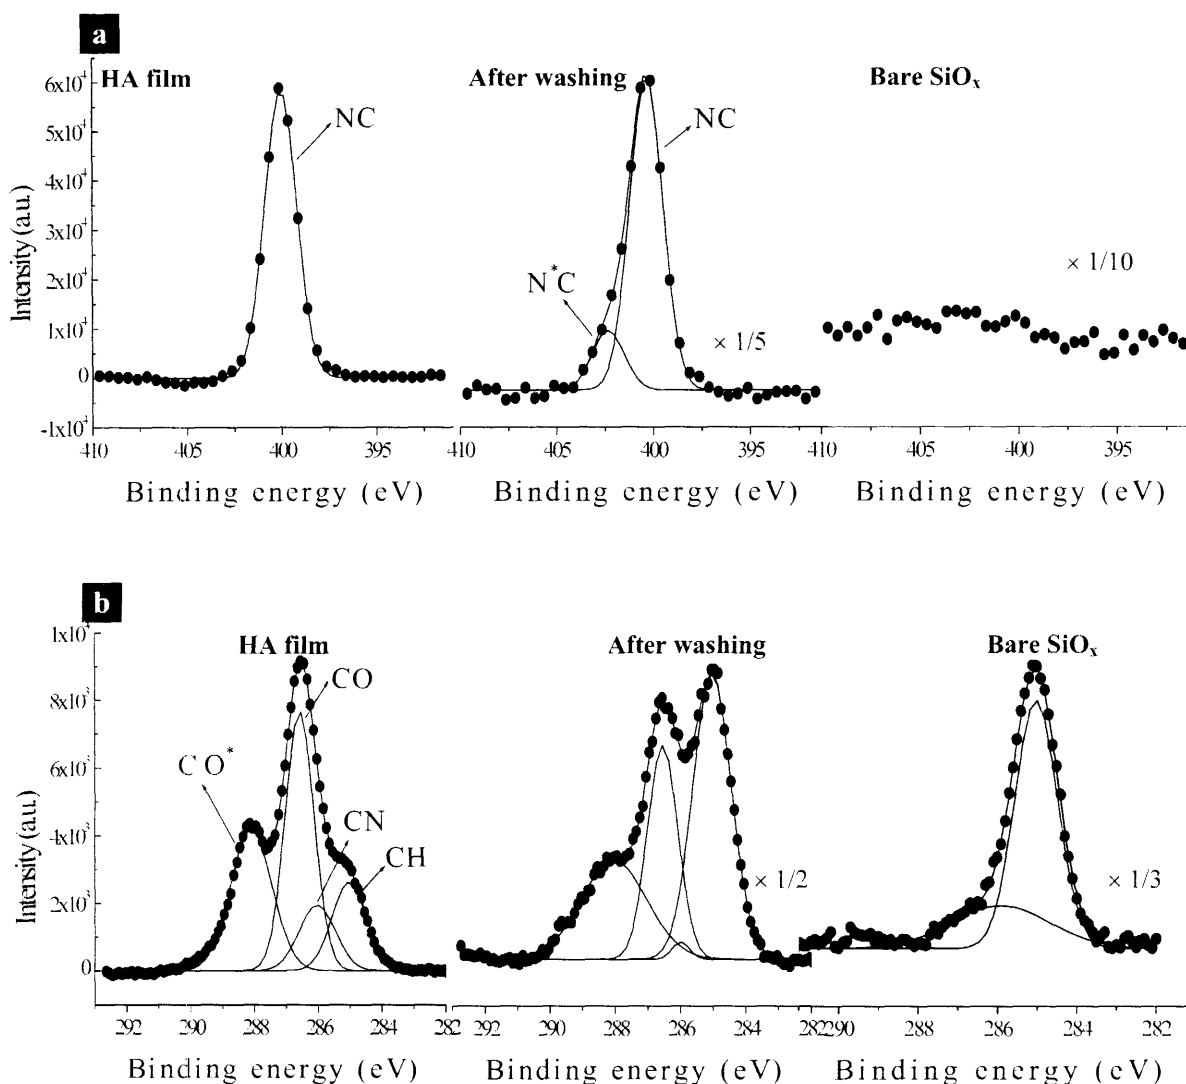 a
HA film
After washing
Bare SiOₓ
6x10⁴
5x10⁴
4x10⁴
3x10⁴
2x10⁴
1x10⁴
0
-1x10⁴
Intensity (a.u.)
NC
N*C
NC
× 1/5
× 1/10
410 405 400 395
410 405 400 395
410 405 400 395
Binding energy (eV)
Binding energy (eV)
Binding energy (eV)
b
HA film
After washing
Bare SiOₓ
1x10⁴
8x10³
6x10³
4x10³
2x10³
0
Intensity (a.u.)
CO*
CO
CN
CH
× 1/2
× 1/3
292 290 288 286 284 282
292 290 288 286 284 282
290 288 286 284 282
Binding energy (eV)
Binding energy (eV)
Binding energy (eV)